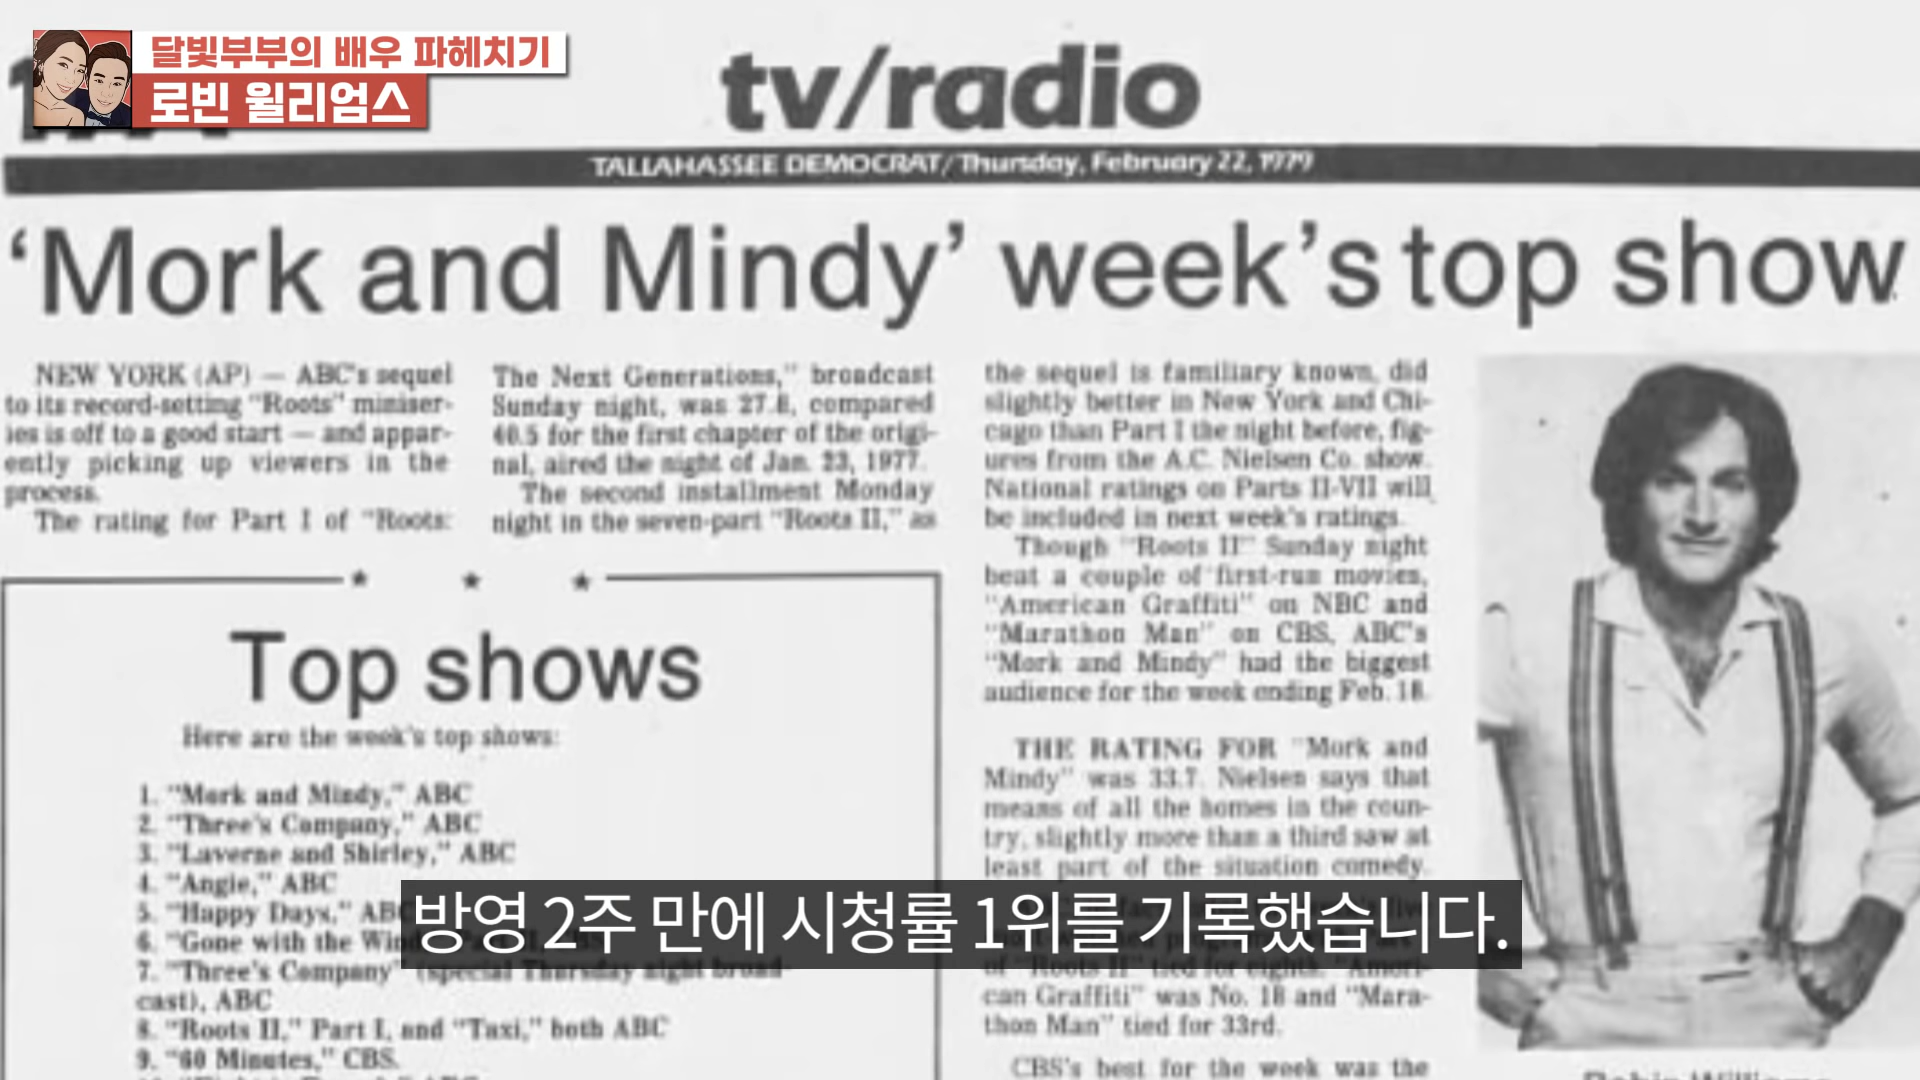 달빛부부의 배우 파헤치기
로빈 윌리엄스
tv/radio
TALLAHASSEE DEMOCRAT/Thursday, February 22, 1979
‘Mork and Mindy’ week’s top show
NEW YORK (AP) — ABC's sequel
to its record-setting "Roots" miniser-
ies is off to a good start — and appar-
ently picking up viewers in the
process.
The rating for Part I of "Roots:
The Next Generations," broadcast
Sunday night, was 27.8, compared
40.5 for the first chapter of the origi-
nal, aired the night of Jan. 23, 1977.
The second installment Monday
night in the seven-part "Roots II," as
the sequel is familiary known, did
slightly better in New York and Chi-
cago than Part I the night before, fig-
ures from the A.C. Nielsen Co. show.
National ratings on Parts II-VII will
be included in next week's ratings.
Though "Roots II" Sunday night
beat a couple of first-run movies,
"American Graffiti" on NBC and
"Marathon Man" on CBS, ABC's
"Mork and Mindy" had the biggest
audience for the week ending Feb. 18.
THE RATING FOR "Mork and
Mindy" was 33.7. Nielsen says that
means of all the homes in the coun-
try, slightly more than a third saw at
least part of the situation comedy.
of "Roots II" tied for eighth. "Ameri-
can Graffiti" was No. 18 and "Mara-
thon Man" tied for 33rd.
CBS's best for the week was the
Top shows
Here are the week's top shows:
1. "Mork and Mindy," ABC
2. "Three's Company," ABC
3. "Laverne and Shirley," ABC
4. "Angie," ABC
5. "Happy Days," ABC
6. "Gone with the Wind
7. "Three's Company" (special Thursday night broad-
cast), ABC
8. "Roots II," Part I, and "Taxi," both ABC
9. "60 Minutes," CBS.
방영 2주 만에 시청률 1위를 기록했습니다.